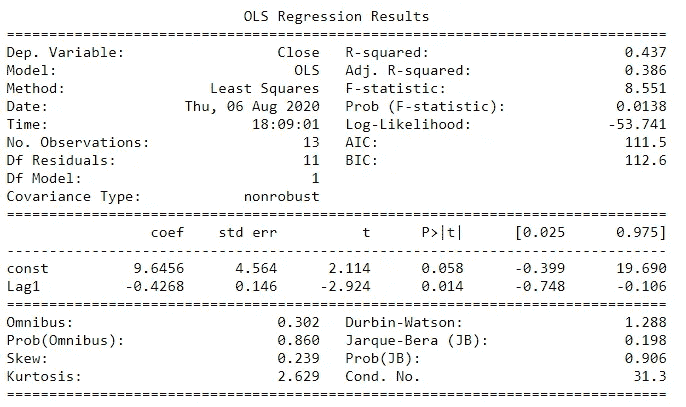 OLS Regression Results
==============================================================================
Dep. Variable: Close R-squared: 0.437
Model: OLS Adj. R-squared: 0.386
Method: Least Squares F-statistic: 8.551
Date: Thu, 06 Aug 2020 Prob (F-statistic): 0.0138
Time: 18:09:01 Log-Likelihood: -53.741
No. Observations: 13 AIC: 111.5
Df Residuals: 11 BIC: 112.6
Df Model: 1
Covariance Type: nonrobust
==============================================================================
coef std err t P>|t| [0.025 0.975]
------------------------------------------------------------------------------
const 9.6456 4.564 2.114 0.058 -0.399 19.690
Lag1 -0.4268 0.146 -2.924 0.014 -0.748 -0.106
==============================================================================
Omnibus: 0.302 Durbin-Watson: 1.288
Prob(Omnibus): 0.860 Jarque-Bera (JB): 0.198
Skew: 0.239 Prob(JB): 0.906
Kurtosis: 2.629 Cond. No. 31.3
==============================================================================